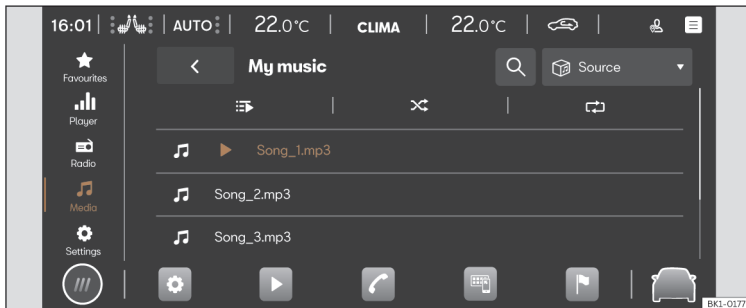 16:01 AUTO 22.0°C CLIMA 22.0°C
Favourites
My music
Source
Player
Radio
Song_1.mp3
Media
Song_2.mp3
Settings
Song_3.mp3
BK1-0177